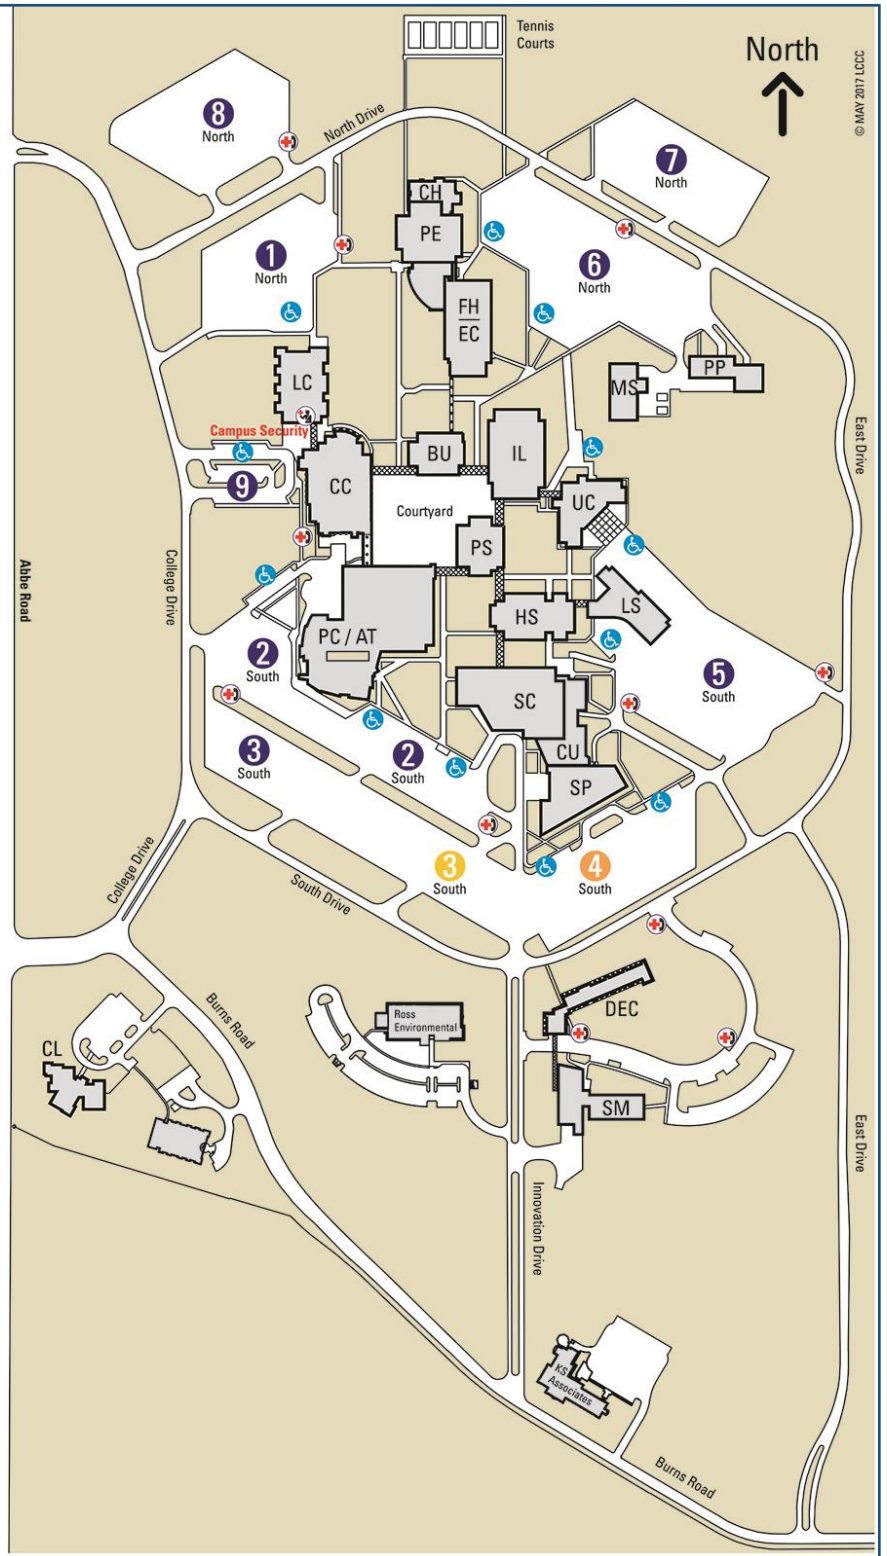 Tennis
Courts
North
© MAY 2017 LCCC
8
North
North Drive
7
North
CH
PE
1
North
6
North
FH
EC
LC
MS
PP
Campus Security
East Drive
9
CC
BU
IL
UC
Courtyard
PS
Abbe Road
College Drive
LS
HS
PC / AT
2
South
5
South
SC
3
South
2
South
CU
SP
College Drive
South Drive
3
South
4
South
Burns Road
Ross
Environmental
DEC
CL
SM
East Drive
Innovation Drive
KS
Associates
Burns Road